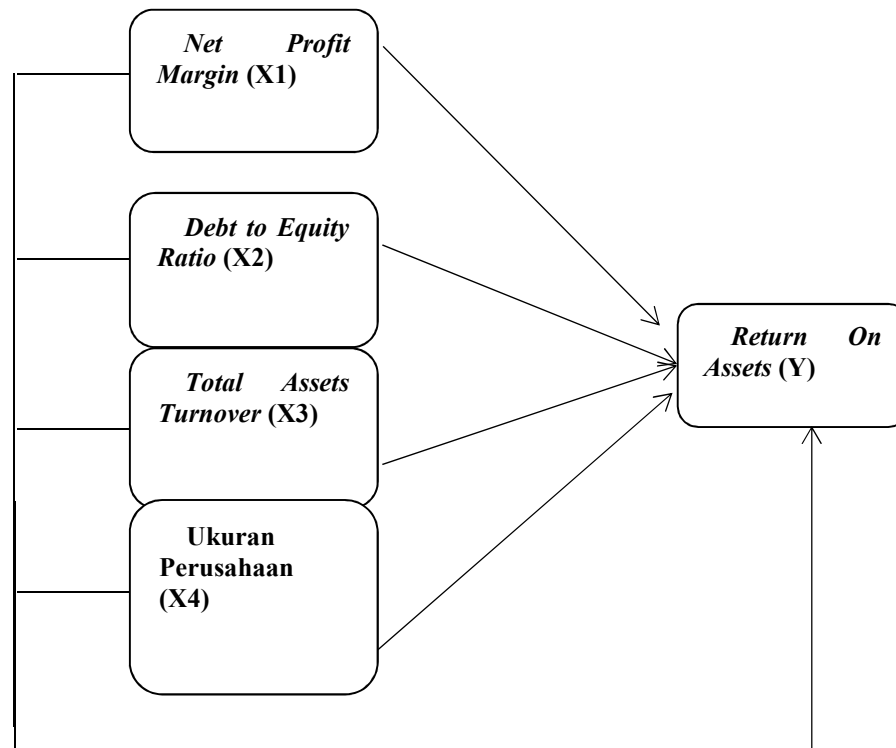 Net Profit
Margin (X1)
Debt to Equity
Ratio (X2)
Return On
Assets (Y)
Total Assets
Turnover (X3)
Ukuran
Perusahaan
(X4)